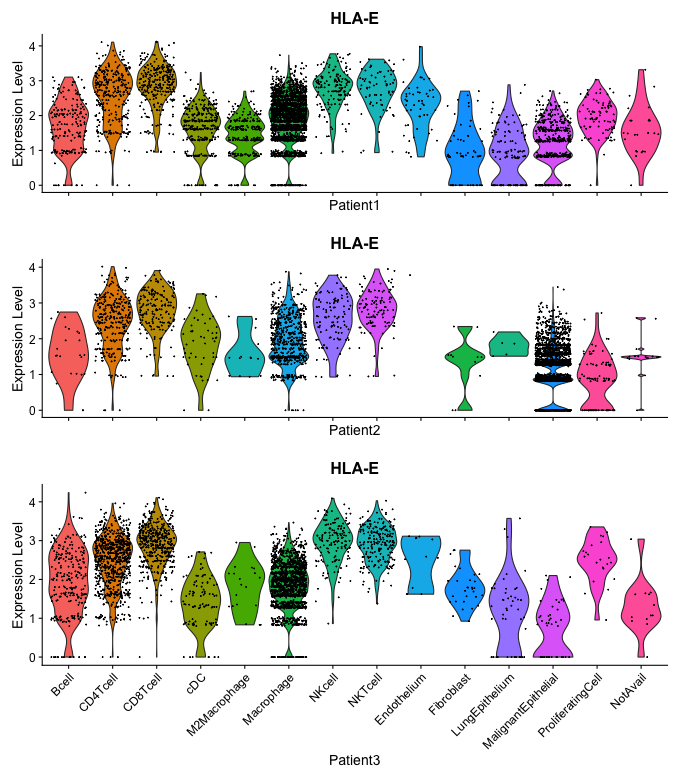 HLA-E
4
3
2
1
0
Expression Level
Patient1
HLA-E
4
3
2
1
0
Expression Level
Patient2
HLA-E
4
3
2
1
0
Expression Level
Bcell
CD4Tcell
CD8Tcell
cDC
M2Macrophage
Macrophage
NKcell
NKTcell
Endothelium
Fibroblast
LungEpithelium
MalignantEpithelial
ProliferatingCell
NotAvail
Patient3